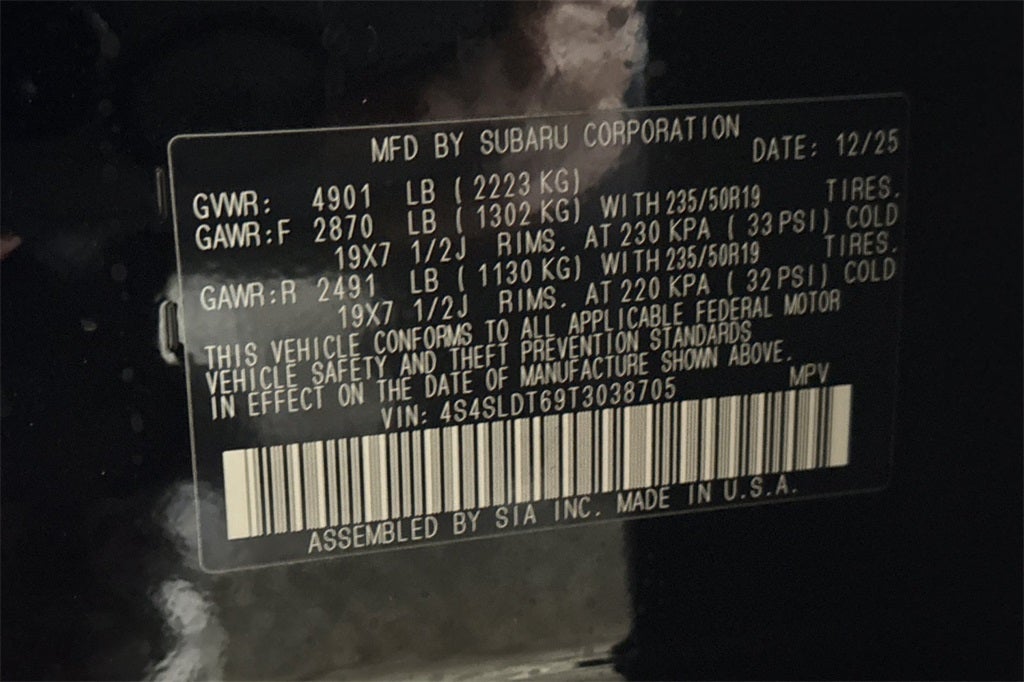 MFD BY SUBARU CORPORATION DATE: 12/25
GVWR: 4901 LB ( 2223 KG)
GAWR:F 2870 LB ( 1302 KG) WITH 235/50R19 TIRES.
19X7 1/2J RIMS. AT 230 KPA ( 33 PSI) COLD
GAWR:R 2491 LB ( 1130 KG) WITH 235/50R19 TIRES.
19X7 1/2J RIMS. AT 220 KPA ( 32 PSI) COLD
THIS VEHICLE CONFORMS TO ALL APPLICABLE FEDERAL MOTOR
VEHICLE SAFETY AND THEFT PREVENTION STANDARDS
IN EFFECT ON THE DATE OF MANUFACTURE SHOWN ABOVE.
VIN: 4S4SLDT69T3038705 MPV
ASSEMBLED BY SIA INC. MADE IN U.S.A.